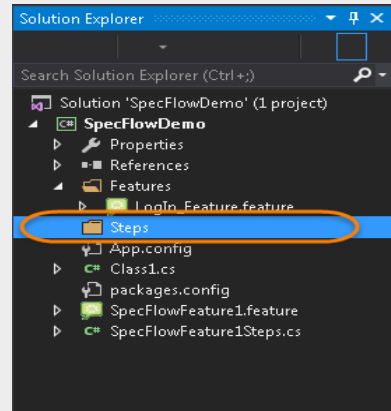 Solution Explorer
Search Solution Explorer (Ctrl+;)
Solution 'SpecFlowDemo' (1 project)
C# SpecFlowDemo
Properties
References
Features
LogIn_Feature.feature
Steps
App.config
C# Class1.cs
packages.config
SpecFlowFeature1.feature
C# SpecFlowFeature1Steps.cs